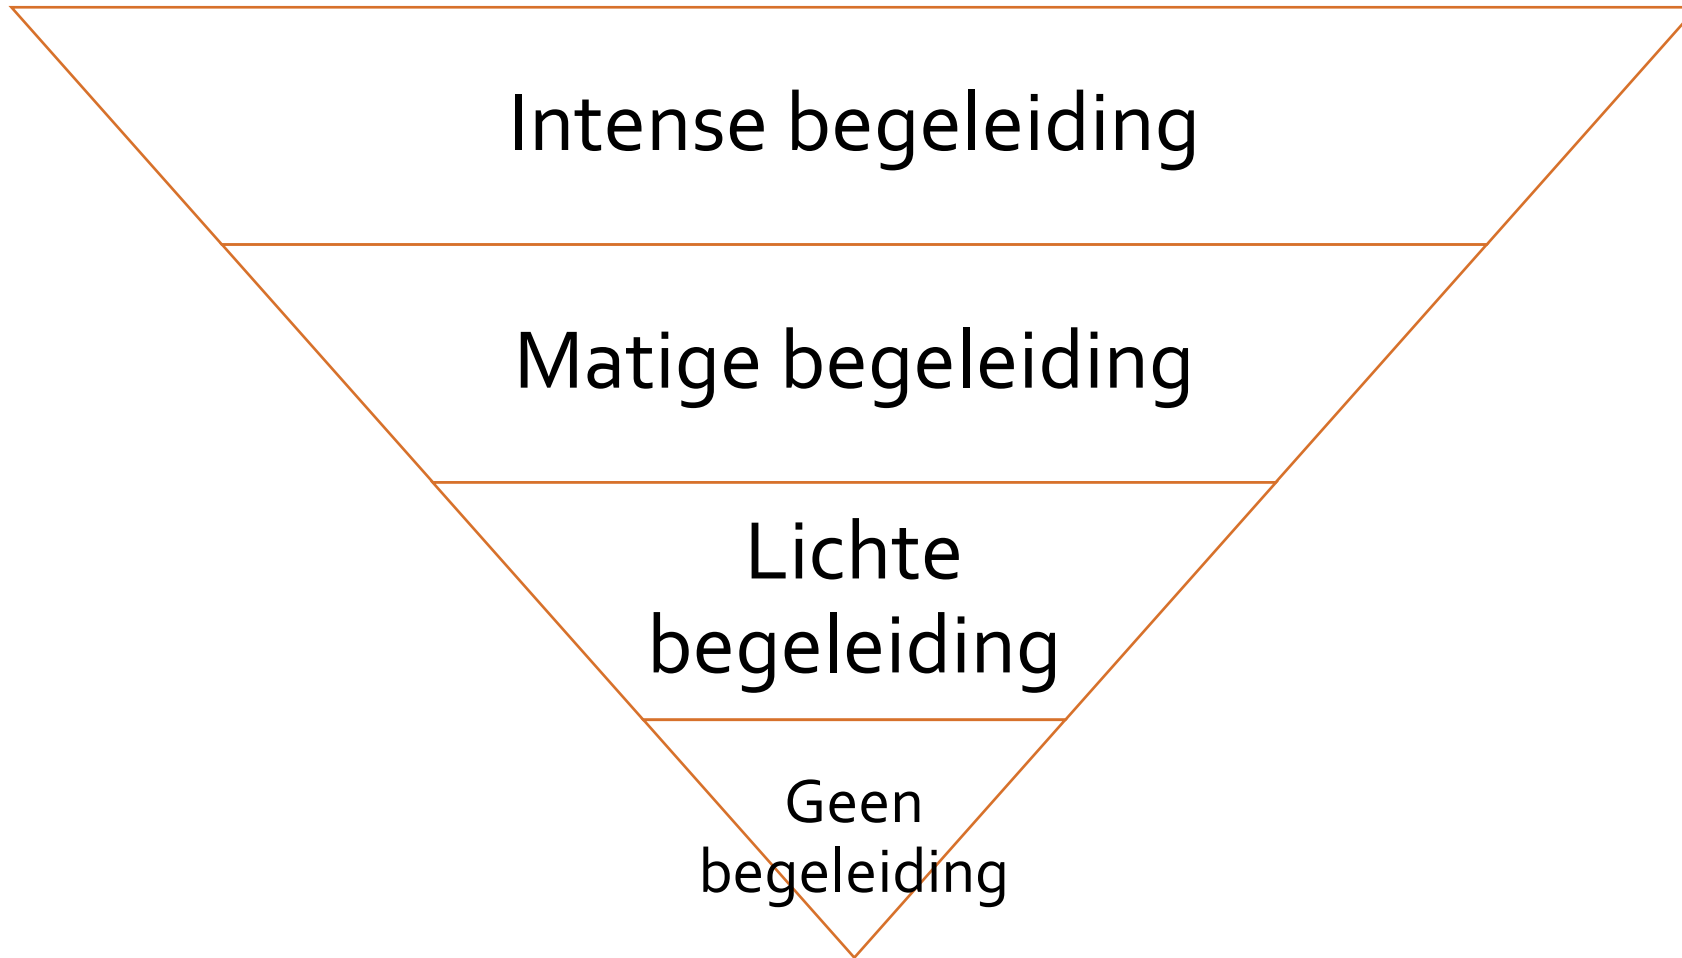 Intense begeleiding
Matige begeleiding
Lichte
begeleiding
Geen
begeleiding